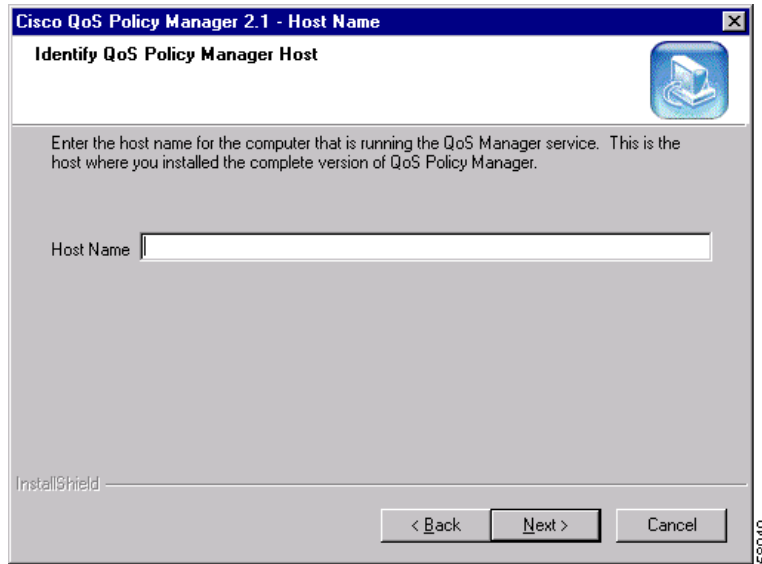 Cisco QoS Policy Manager 2.1 - Host Name
Identify QoS Policy Manager Host
Enter the host name for the computer that is running the QoS Manager service. This is the
host where you installed the complete version of QoS Policy Manager.
Host Name
InstallShield
< Back Next > Cancel